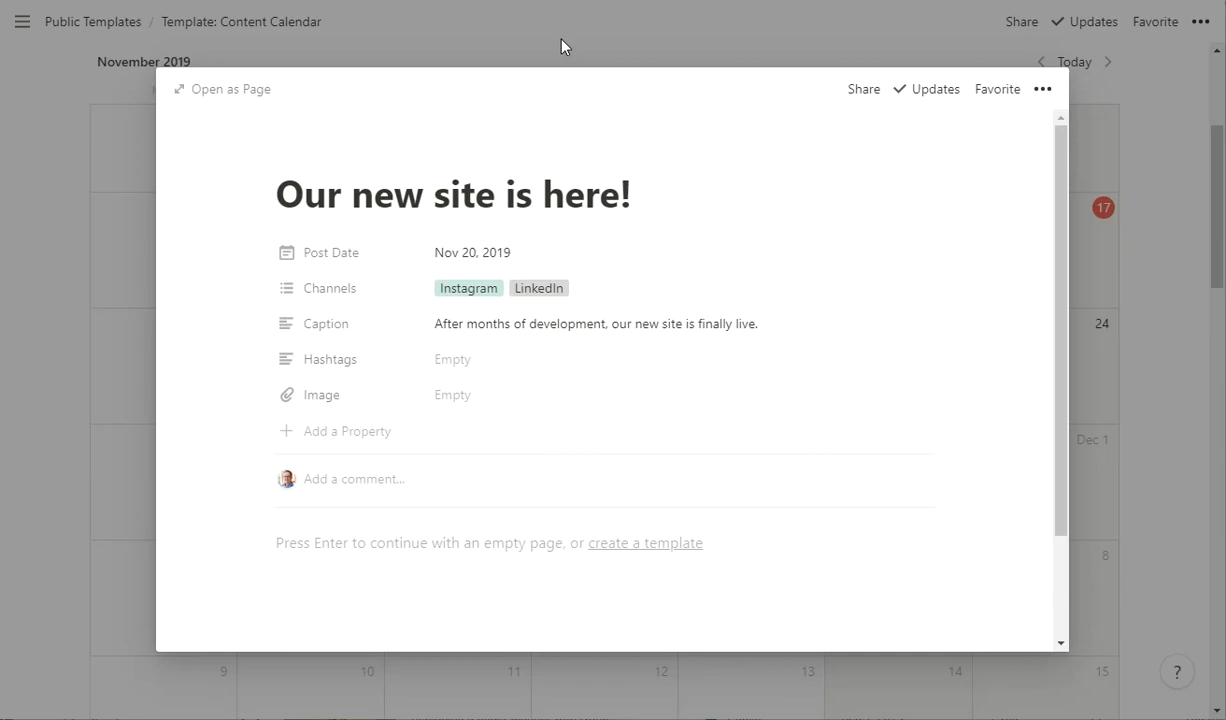 Public Templates / Template: Content Calendar
Share Updates Favorite •••
November 2019
Today
Open as Page
Share Updates Favorite •••
Our new site is here!
17
Post Date Nov 20, 2019
Channels Instagram LinkedIn
Caption After months of development, our new site is finally live.
24
Hashtags Empty
Image Empty
Add a Property
Dec 1
Add a comment...
Press Enter to continue with an empty page, or create a template
8
9 10 11 12 13 14 15
?